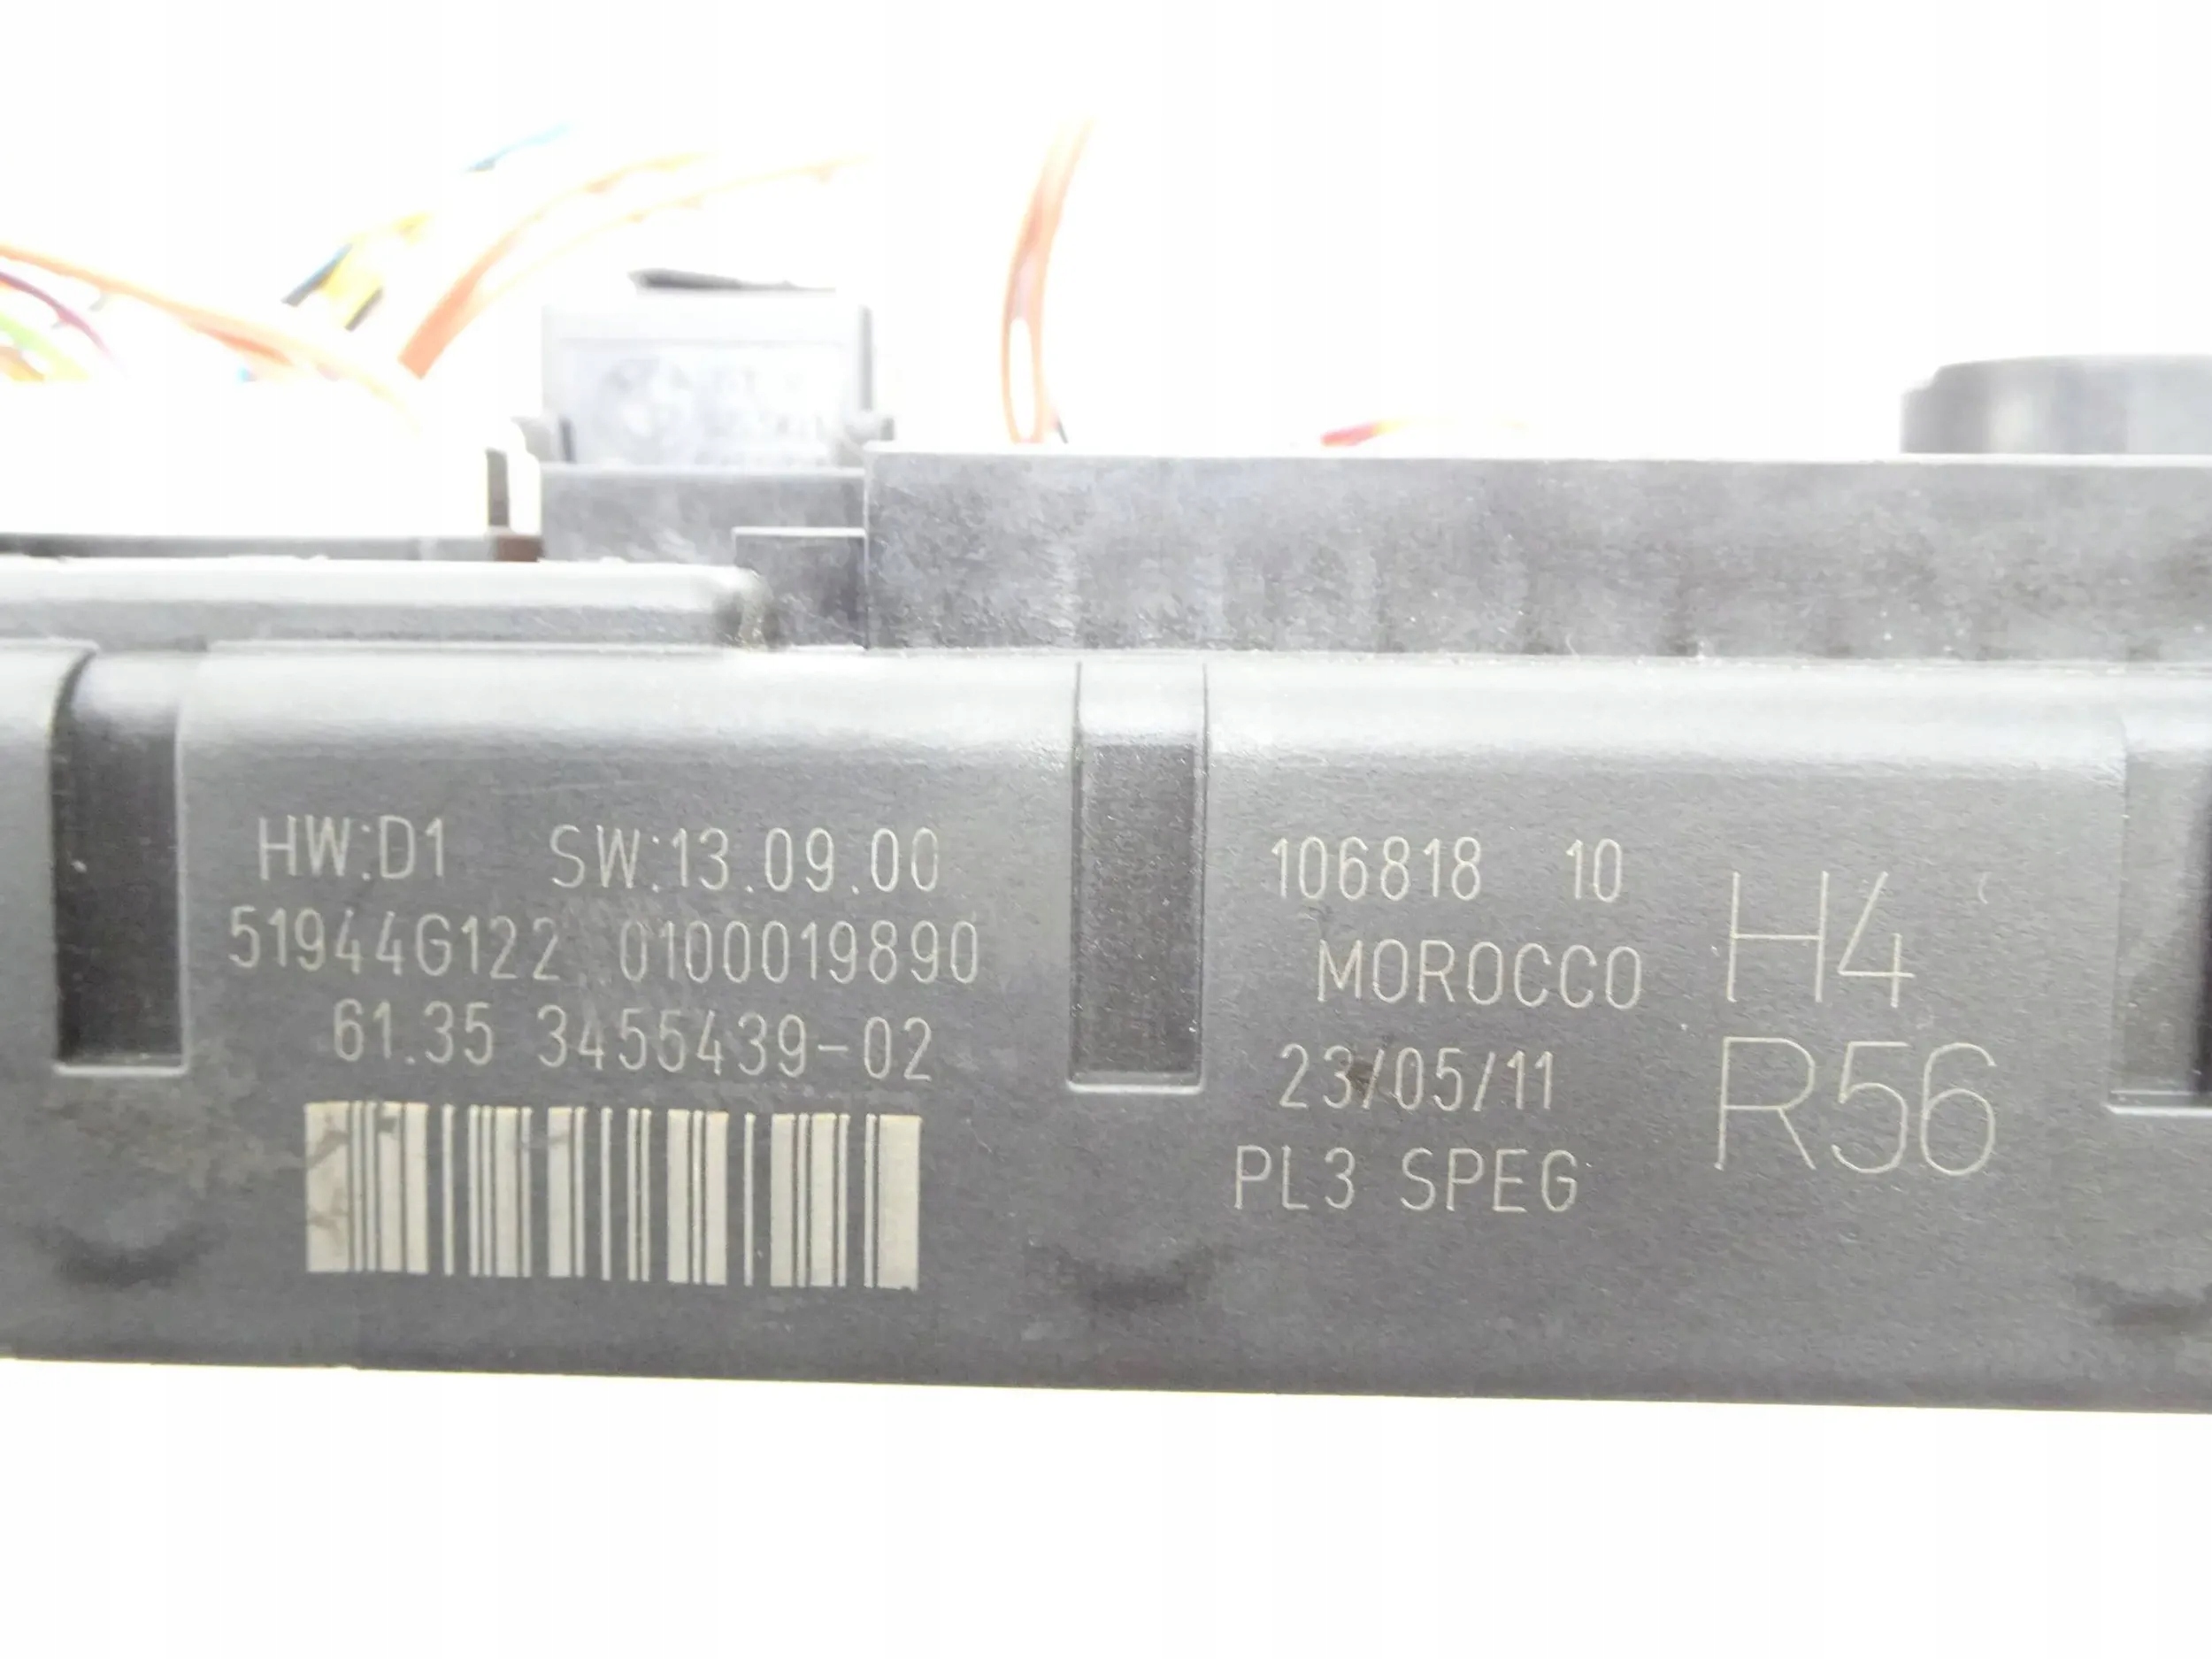 HW:D1 SW:13.09.00
51944G122 0100019890
61.35 3455439-02
106818 10
MOROCCO
23/05/11
PL3 SPEG
H4
R56